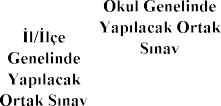 İl/İlçe
Genelinde
Yapılacak
Ortak Sınav
Okul Genelinde
Yapılacak Ortak
Sınav